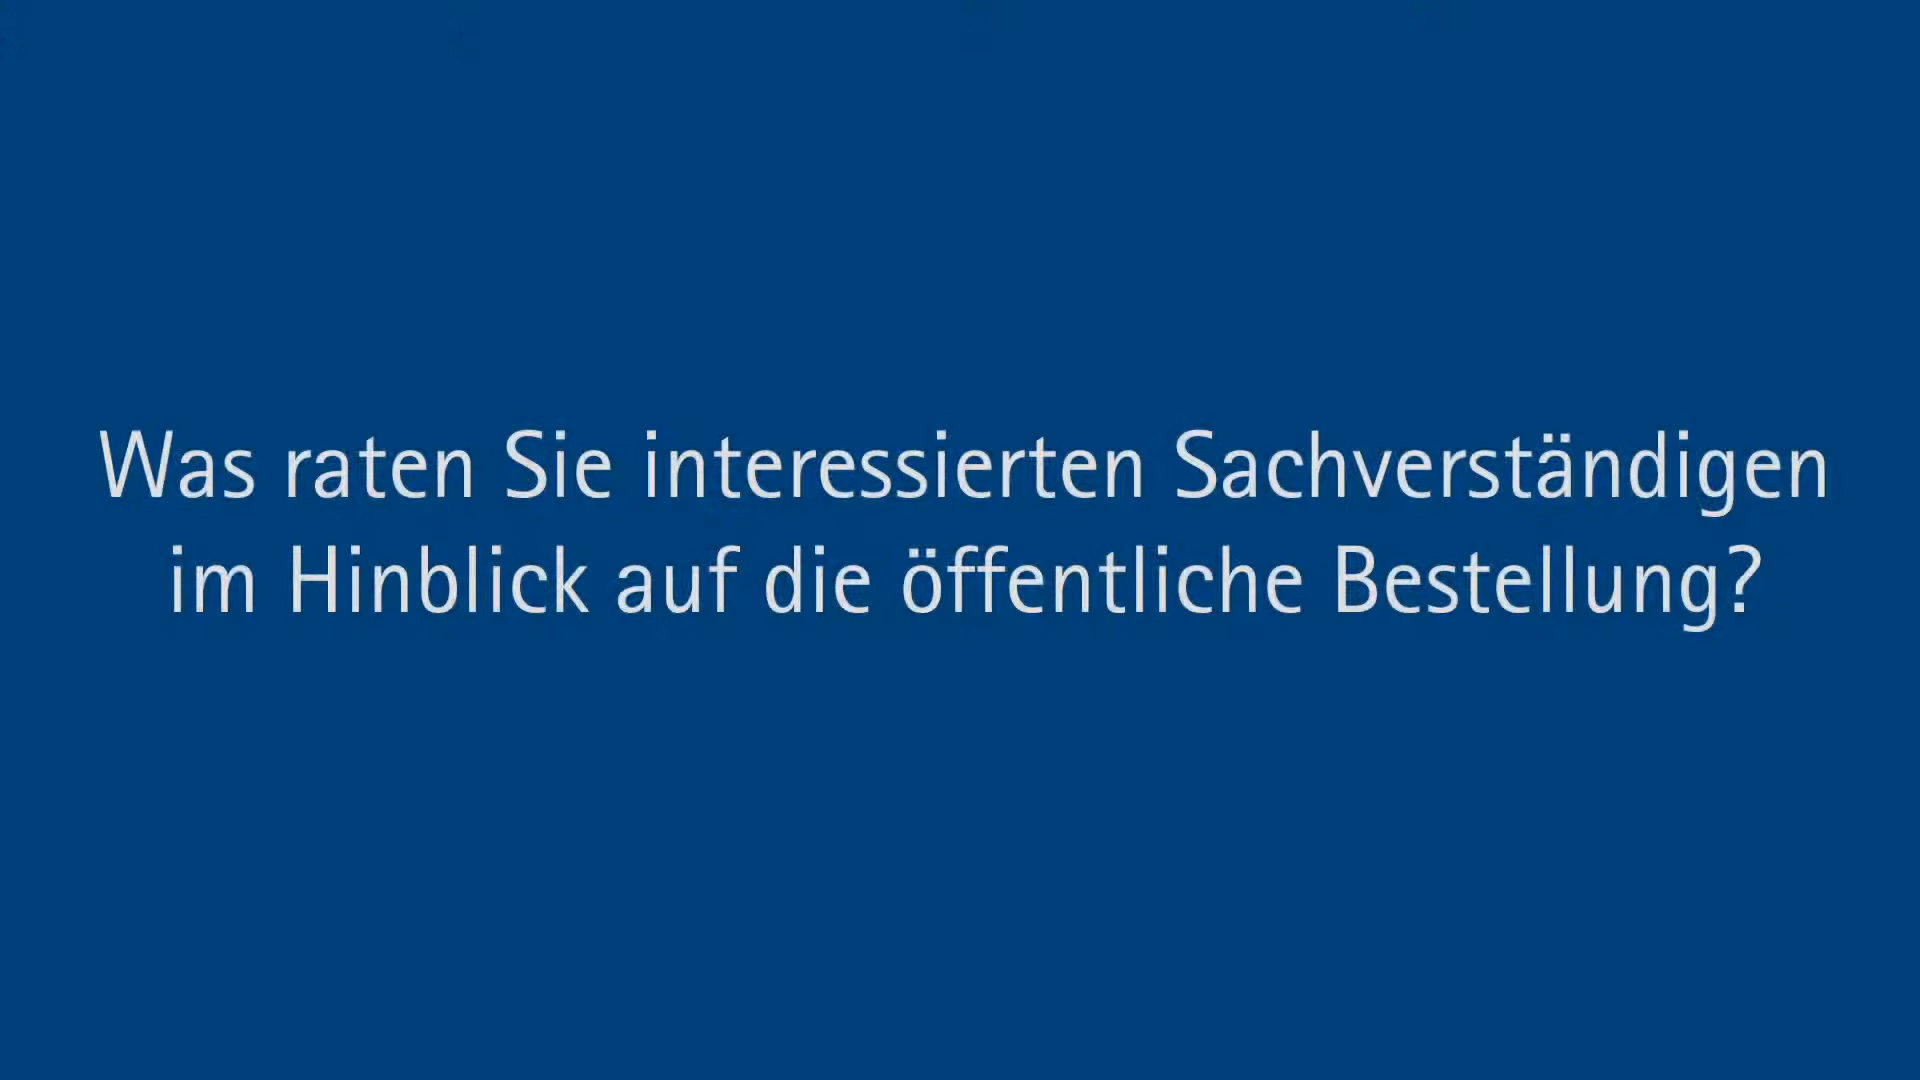 Was raten Sie interessierten Sachverständigen
im Hinblick auf die öffentliche Bestellung?